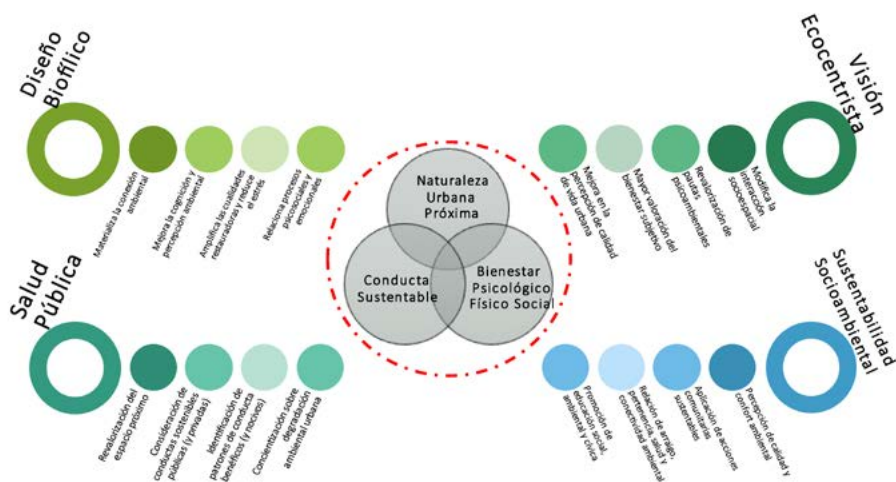 Diseño
Biofílico
Materializa la conexión
ambiental
Mejora la cognición y
percepción ambiental
Amplifica las cualidades
restauradoras y reduce
el estrés
Relaciona procesos
psicosociales y
emocionales
Naturaleza
Urbana
Próxima
Conducta
Sustentable
Bienestar
Psicológico
Físico Social
Mejora en la
percepción de calidad
de vida urbana
Mayor valoración del
bienestar subjetivo
Revalorización de
pautas
psicoambientales
Modifica la
interacción
socioespacial
Visión
Ecocentrista
Salud
Pública
Revalorización del
espacio próximo
Consideración de
conductas sostenibles
públicas (y privadas)
Identificación de
patrones de conducta
benéficos (y nocivos)
Concientización sobre
degradación
ambiental urbana
Promoción de
educación social,
ambiental y cívica
Relación de arraigo,
pertenencia, salud y
conectividad ambiental
Aplicación de acciones
comunitarias
sustentables
Percepción de calidad y
confort ambiental
Sustentabilidad
Socioambiental